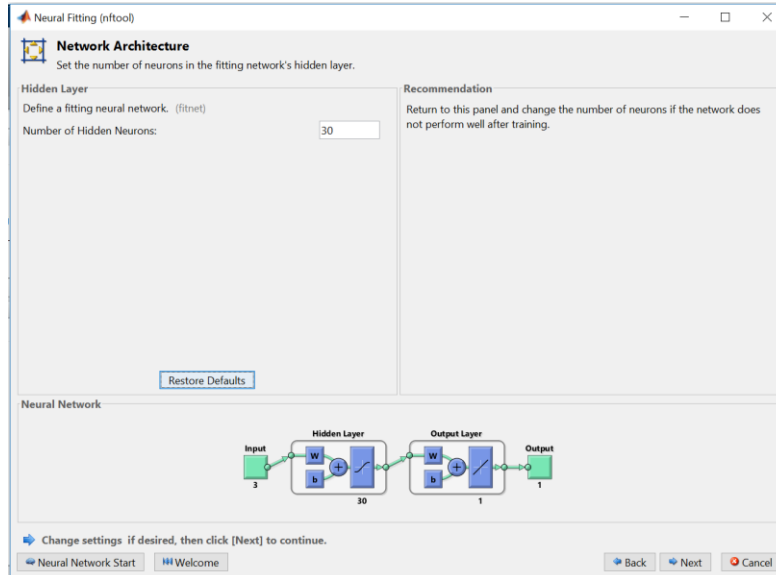 Neural Fitting (nftool)
Network Architecture
Set the number of neurons in the fitting network's hidden layer.
Hidden Layer
Define a fitting neural network. (fitnet)
Number of Hidden Neurons: 30
Restore Defaults
Recommendation
Return to this panel and change the number of neurons if the network does
not perform well after training.
Neural Network
Hidden Layer Output Layer
Input Output
W W
b b
3 1
30 1
Change settings if desired, then click [Next] to continue.
Neural Network Start Welcome Back Next Cancel